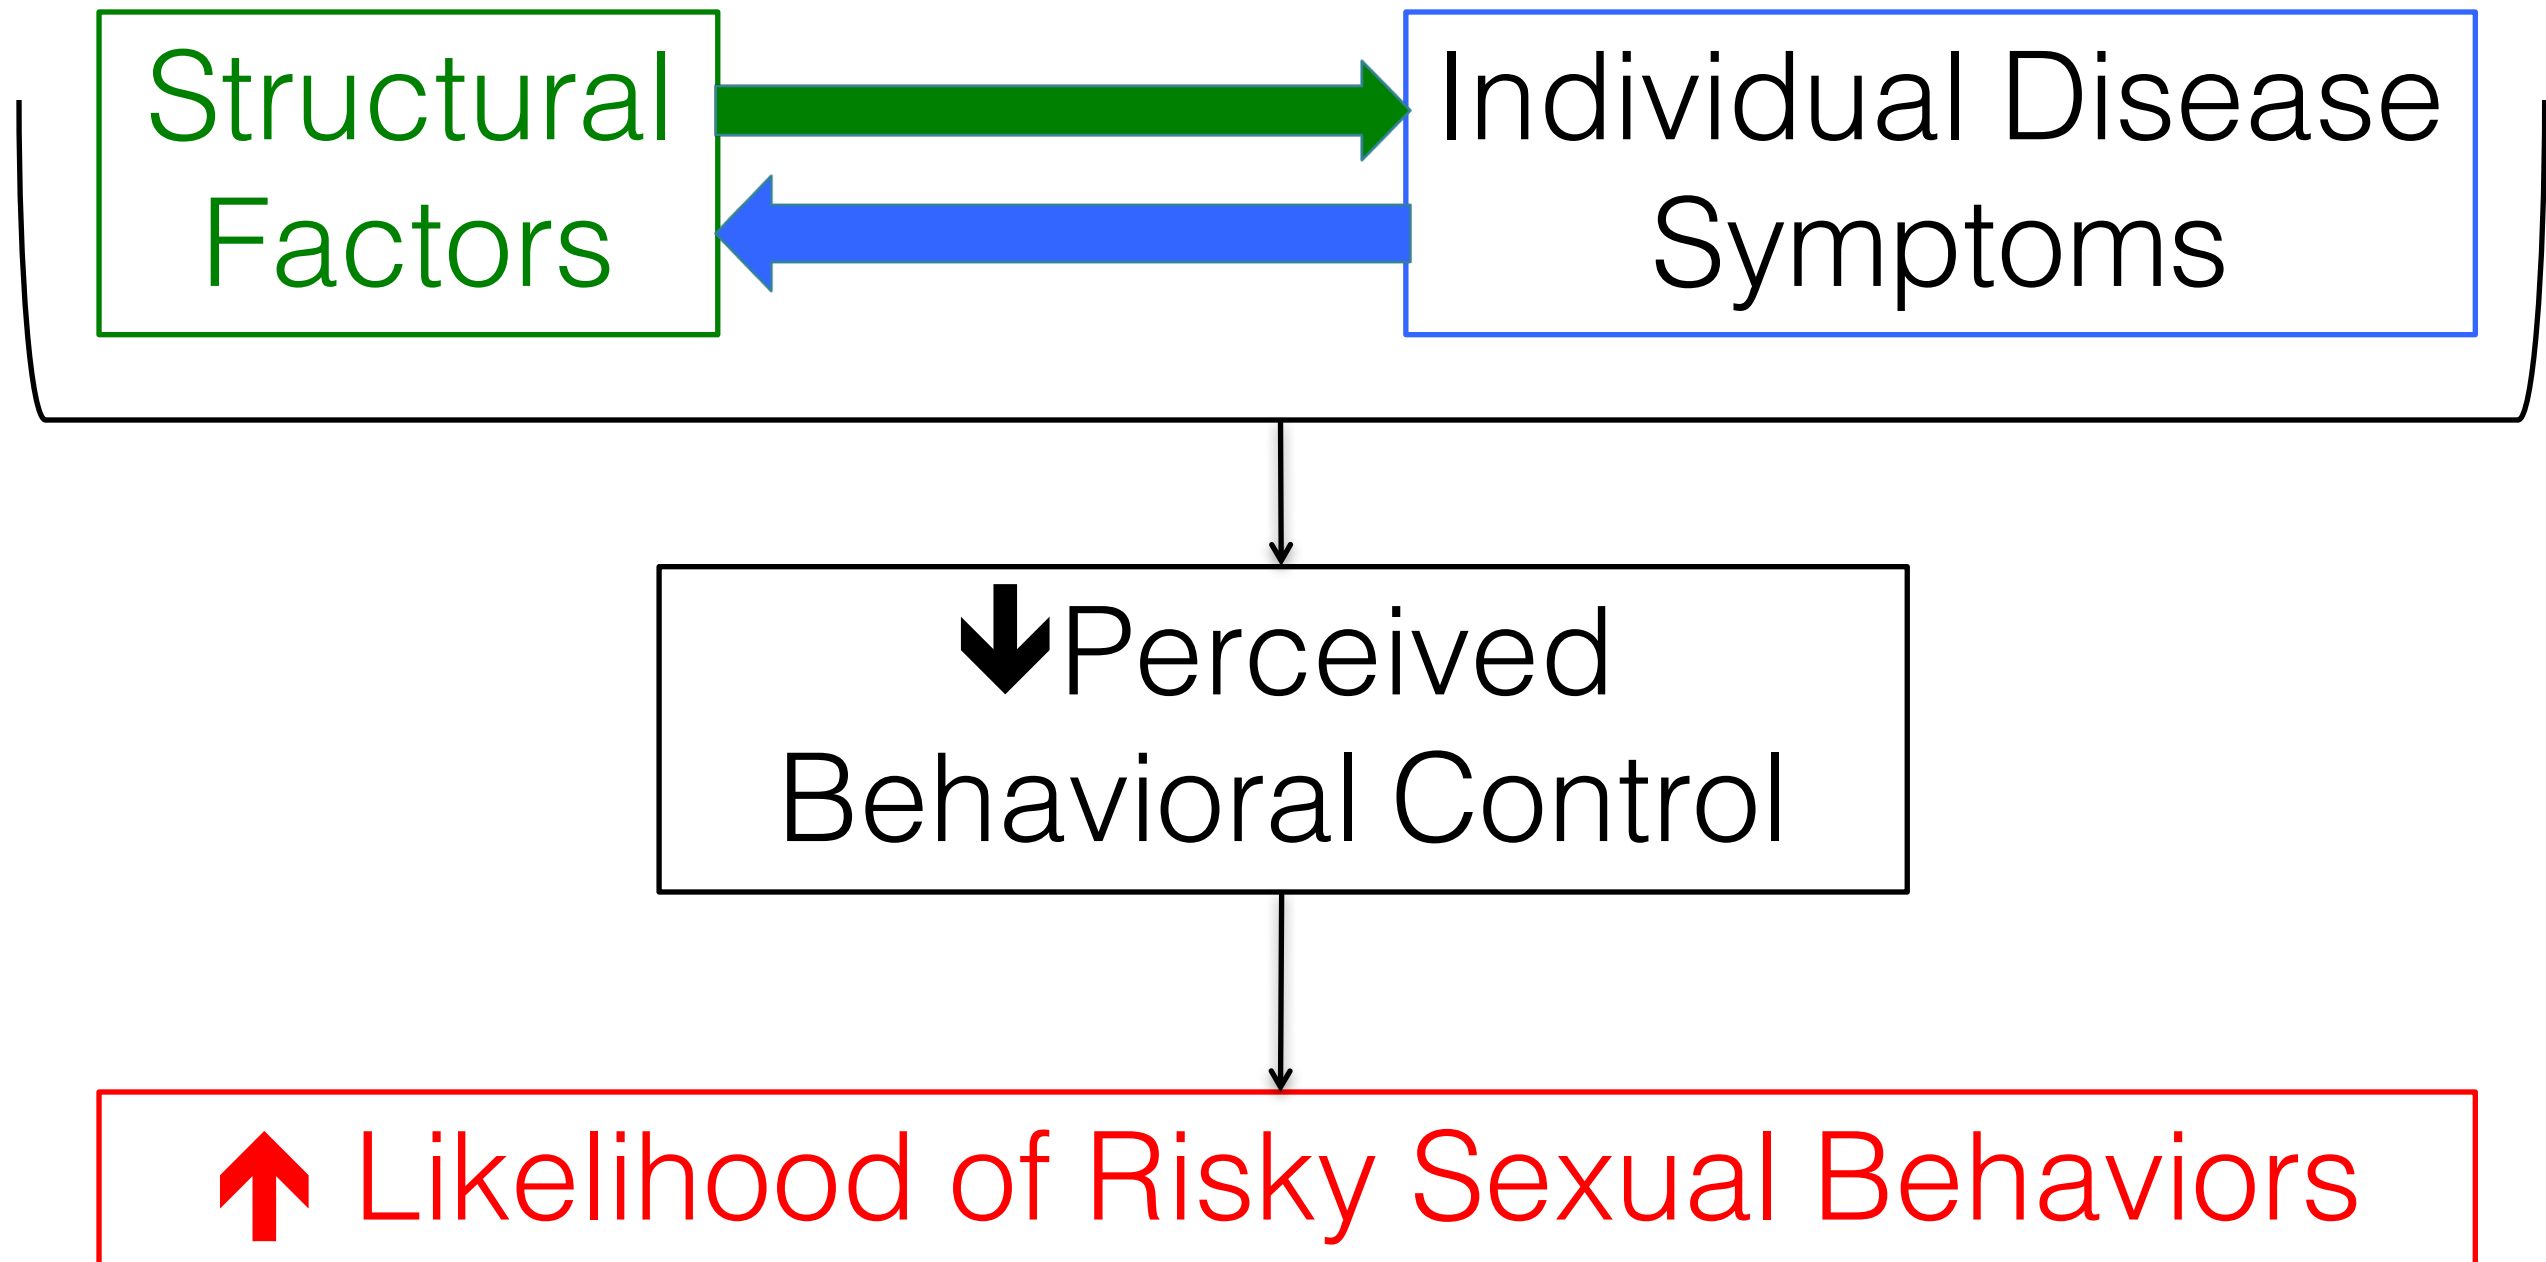 Structural
Factors
Individual Disease
Symptoms
🡻Perceived
Behavioral Control
🡹 Likelihood of Risky Sexual Behaviors